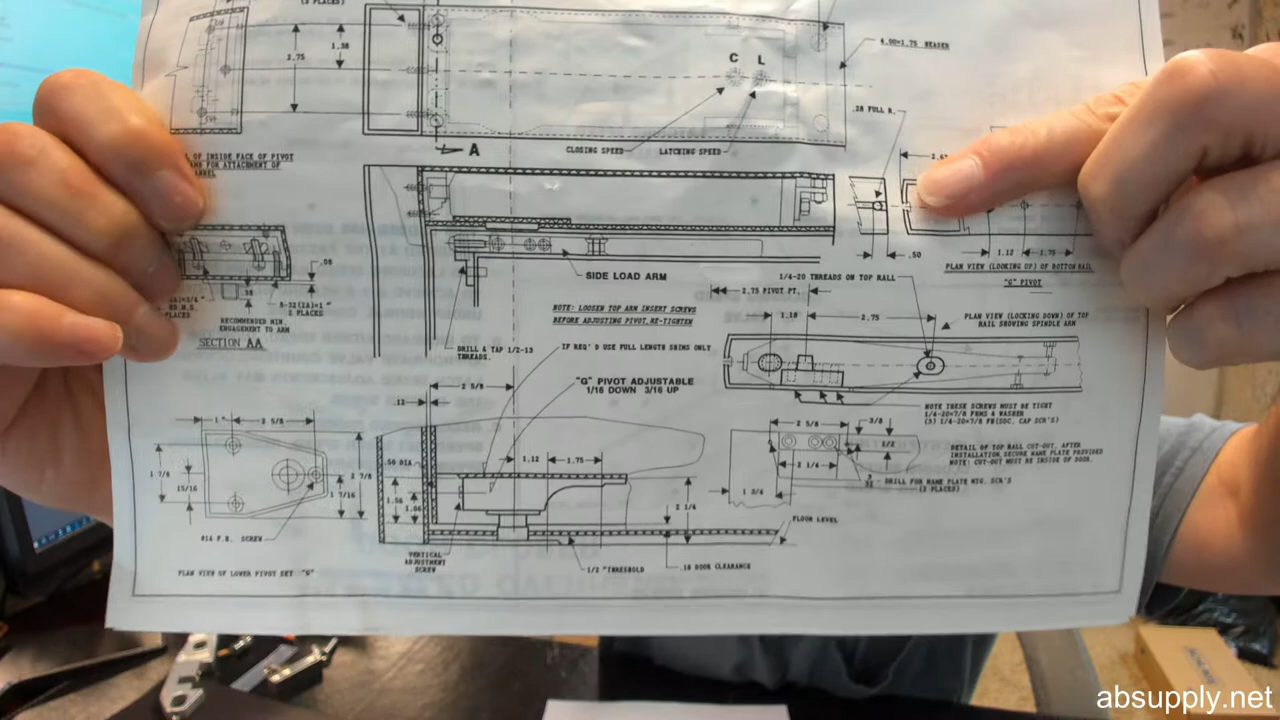 (3 PLACES)
1.38
2.75
4.00×1.75 HEADER
C L
.28 FULL R.
A
CLOSING SPEED
LATCHING SPEED
OF INSIDE FACE OF PIVOT
FOR ATTACHMENT OF
SIDE LOAD ARM
1/4-20 THREADS ON TOP RAIL
1.12
1.75
.50
PLAN VIEW (LOOKING UP) OF BOTTOM RAIL
"G" PIVOT
.08
.38
8-32(2A)×1"
2 PLACES
PLACES
RECOMMENDED MIN.
ENGAGEMENT TO ARM
SECTION AA
NOTE: LOOSEN TOP ARM INSERT SCREWS
BEFORE ADJUSTING PIVOT, RE-TIGHTEN
2.75 PIVOT PT.
1.18
2.75
PLAN VIEW (LOOKING DOWN) OF TOP
RAIL SHOWING SPINDLE ARM
DRILL & TAP 1/2-13
THREADS.
IF REQ'D USE FULL LENGTH SHIMS ONLY
"G" PIVOT ADJUSTABLE
1/16 DOWN 3/16 UP
2 5/8
.12
NOTE THESE SCREWS MUST BE TIGHT
1/4-20×7/8 FHMS & WASHER
(3) 1/4-20×7/8 FH(SOC. CAP SCR'S)
1"
2 5/8
2 5/8
3/8
1/2
DETAIL OF TOP RAIL CUT-OUT. AFTER
INSTALLATION, SECURE NAME PLATE PROVIDED
NOTE: CUT-OUT MUST BE INSIDE OF DOOR.
1 7/8
15/16
2 7/8
1 7/16
.50 DIA.
1.12
1.75
2 1/4
DRILL FOR NAME PLATE MTG. SCR'S
(2 PLACES)
1 3/4
1.56
1.06
2 1/4
FLOOR LEVEL
#14 F.H. SCREW
VERTICAL
ADJUSTMENT
SCREW
1/2 "THRESHOLD
.18 DOOR CLEARANCE
PLAN VIEW OF LOWER PIVOT SET "G"
absupply.net